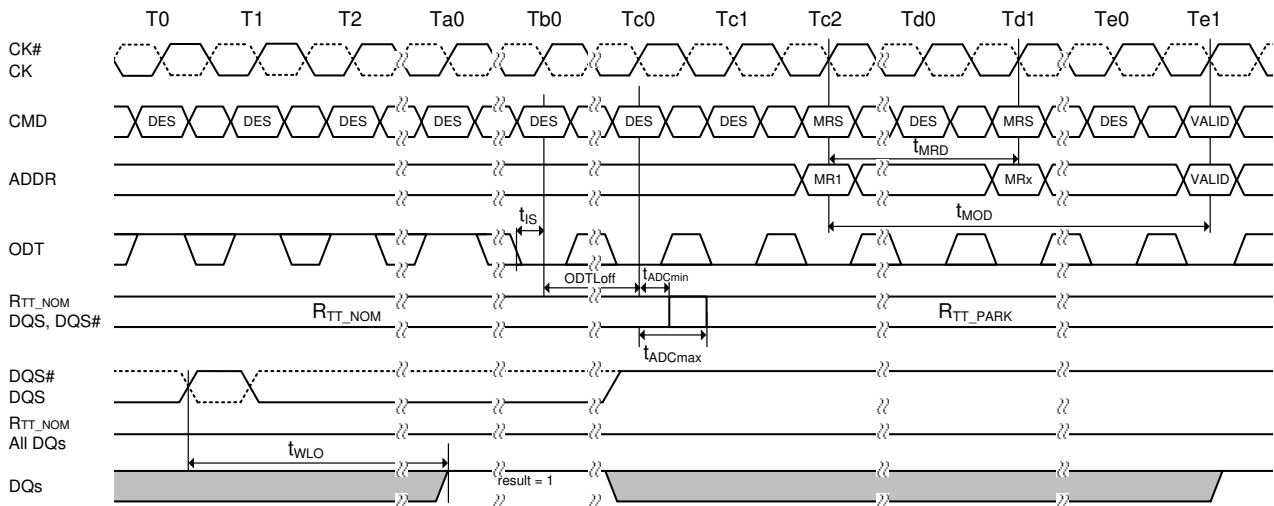 T0 T1 T2 Ta0 Tb0 Tc0 Tc1 Tc2 Td0 Td1 Te0 Te1
CK#
CK
CMD DES DES DES DES DES DES DES MRS DES MRS DES VALID
tMRD
ADDR MR1 MRx VALID
tIS tMOD
ODT
ODTLoff tADCmin
RTT_NOM
DQS, DQS# RTT_NOM RTT_PARK
tADCmax
DQS#
DQS
RTT_NOM
All DQs
tWLO
DQs result = 1